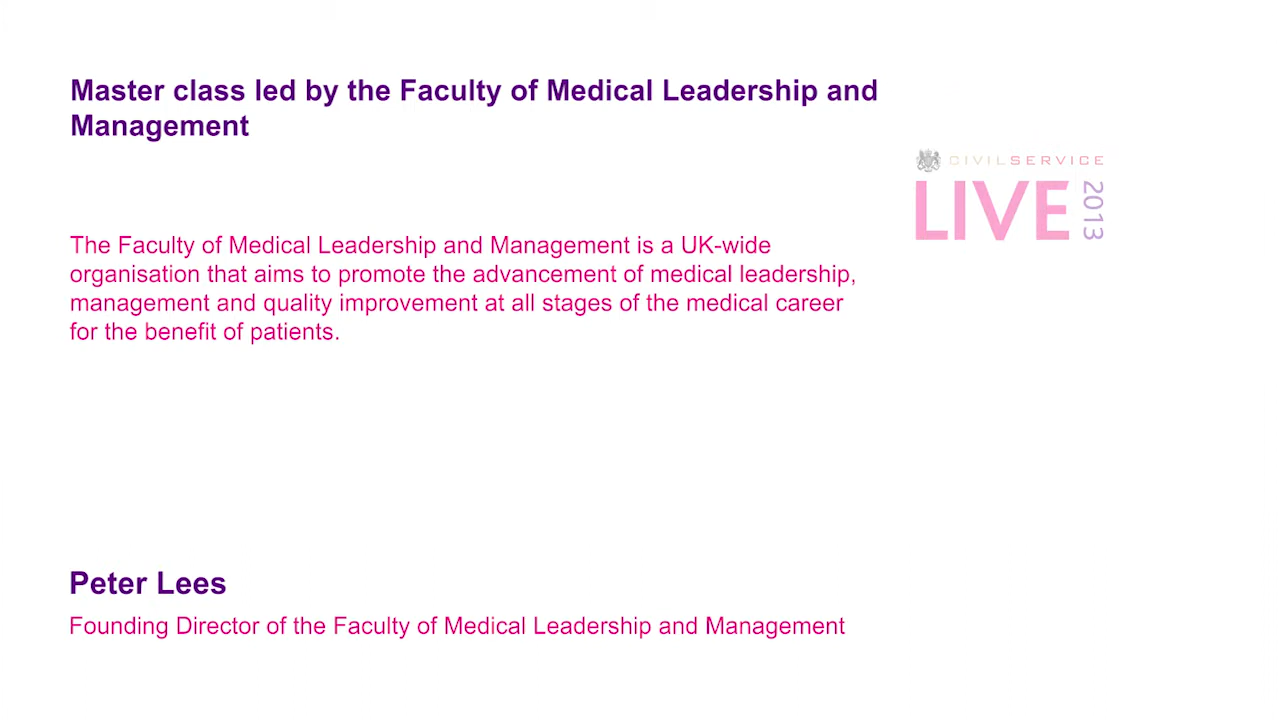 Master class led by the Faculty of Medical Leadership and
Management
CIVILSERVICE
LIVE
2013
The Faculty of Medical Leadership and Management is a UK-wide
organisation that aims to promote the advancement of medical leadership,
management and quality improvement at all stages of the medical career
for the benefit of patients.
Peter Lees
Founding Director of the Faculty of Medical Leadership and Management